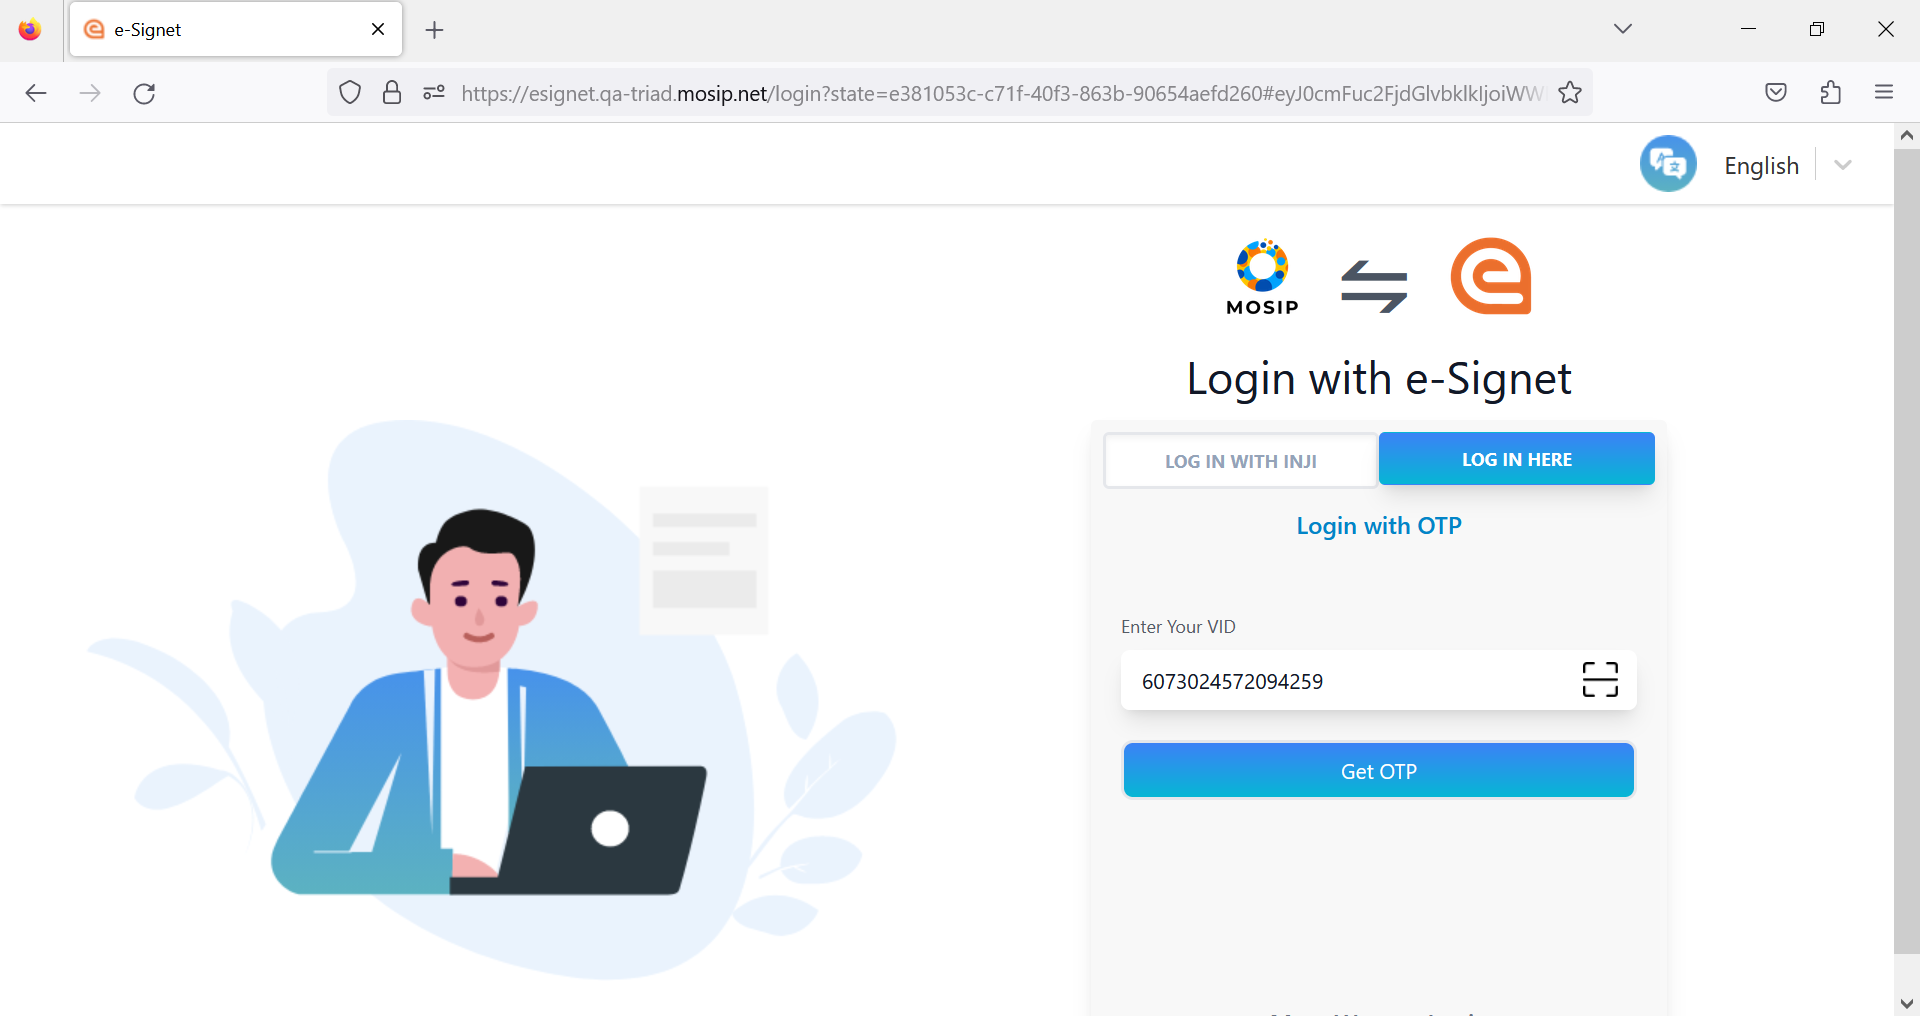 e-Signet
https://esignet.qa-triad.mosip.net/login?state=e381053c-c71f-40f3-863b-90654aefd260#eyJ0cmFuc2FjdGlvbklkIjoiWW
English
MOSIP
Login with e-Signet
LOG IN WITH INJI
LOG IN HERE
Login with OTP
Enter Your VID
6073024572094259
Get OTP